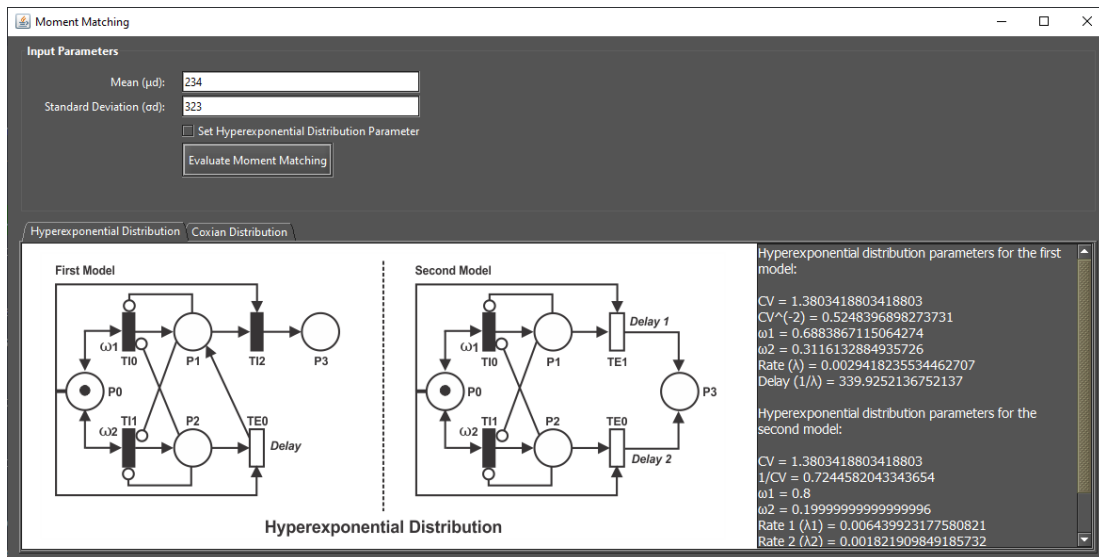 Moment Matching
Input Parameters
Mean (μd):
234
Standard Deviation (σd):
323
Set Hyperexponential Distribution Parameter
Evaluate Moment Matching
Hyperexponential Distribution
Coxian Distribution
First Model
ω1
TI0
P1
TI2
P3
P0
ω2
TI1
P2
TE0
Delay
Second Model
Delay 1
ω1
TI0
P1
TE1
P0
P3
ω2
TI1
P2
TE0
Delay 2
Hyperexponential Distribution
Hyperexponential distribution parameters for the first
model:
CV = 1.3803418803418803
CV^(-2) = 0.5248396898273731
ω1 = 0.6883867115064274
ω2 = 0.3116132884935726
Rate (λ) = 0.0029418235534462707
Delay (1/λ) = 339.9252136752137
Hyperexponential distribution parameters for the
second model:
CV = 1.3803418803418803
1/CV = 0.7244582043343654
ω1 = 0.8
ω2 = 0.19999999999999996
Rate 1 (λ1) = 0.006439923177580821
Rate 2 (λ2) = 0.001821909849185732